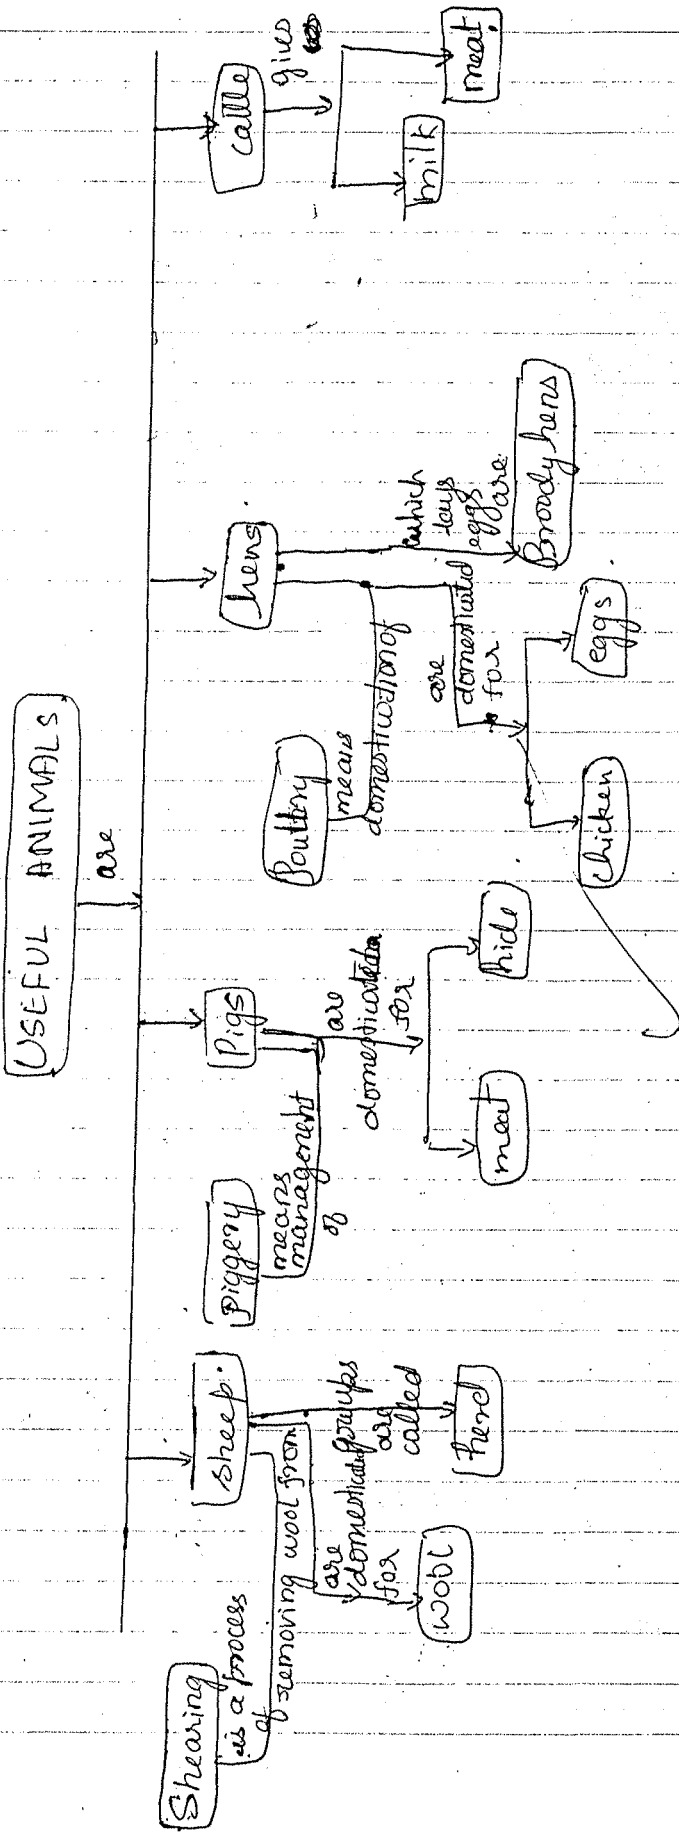 USEFUL ANIMALS
are
Shearing
is a process
of removing wool from
sheep.
are
domesticated
for
wool
groups
are
called
herd
Piggery
means
management
of
Pigs
are
domesticated
for
meat
hide
Poultry
means
domestication of
hens
are
domesticated
for
chicken
eggs
which
lays
eggs
are
Broody hens
cattle
gives
milk
meat